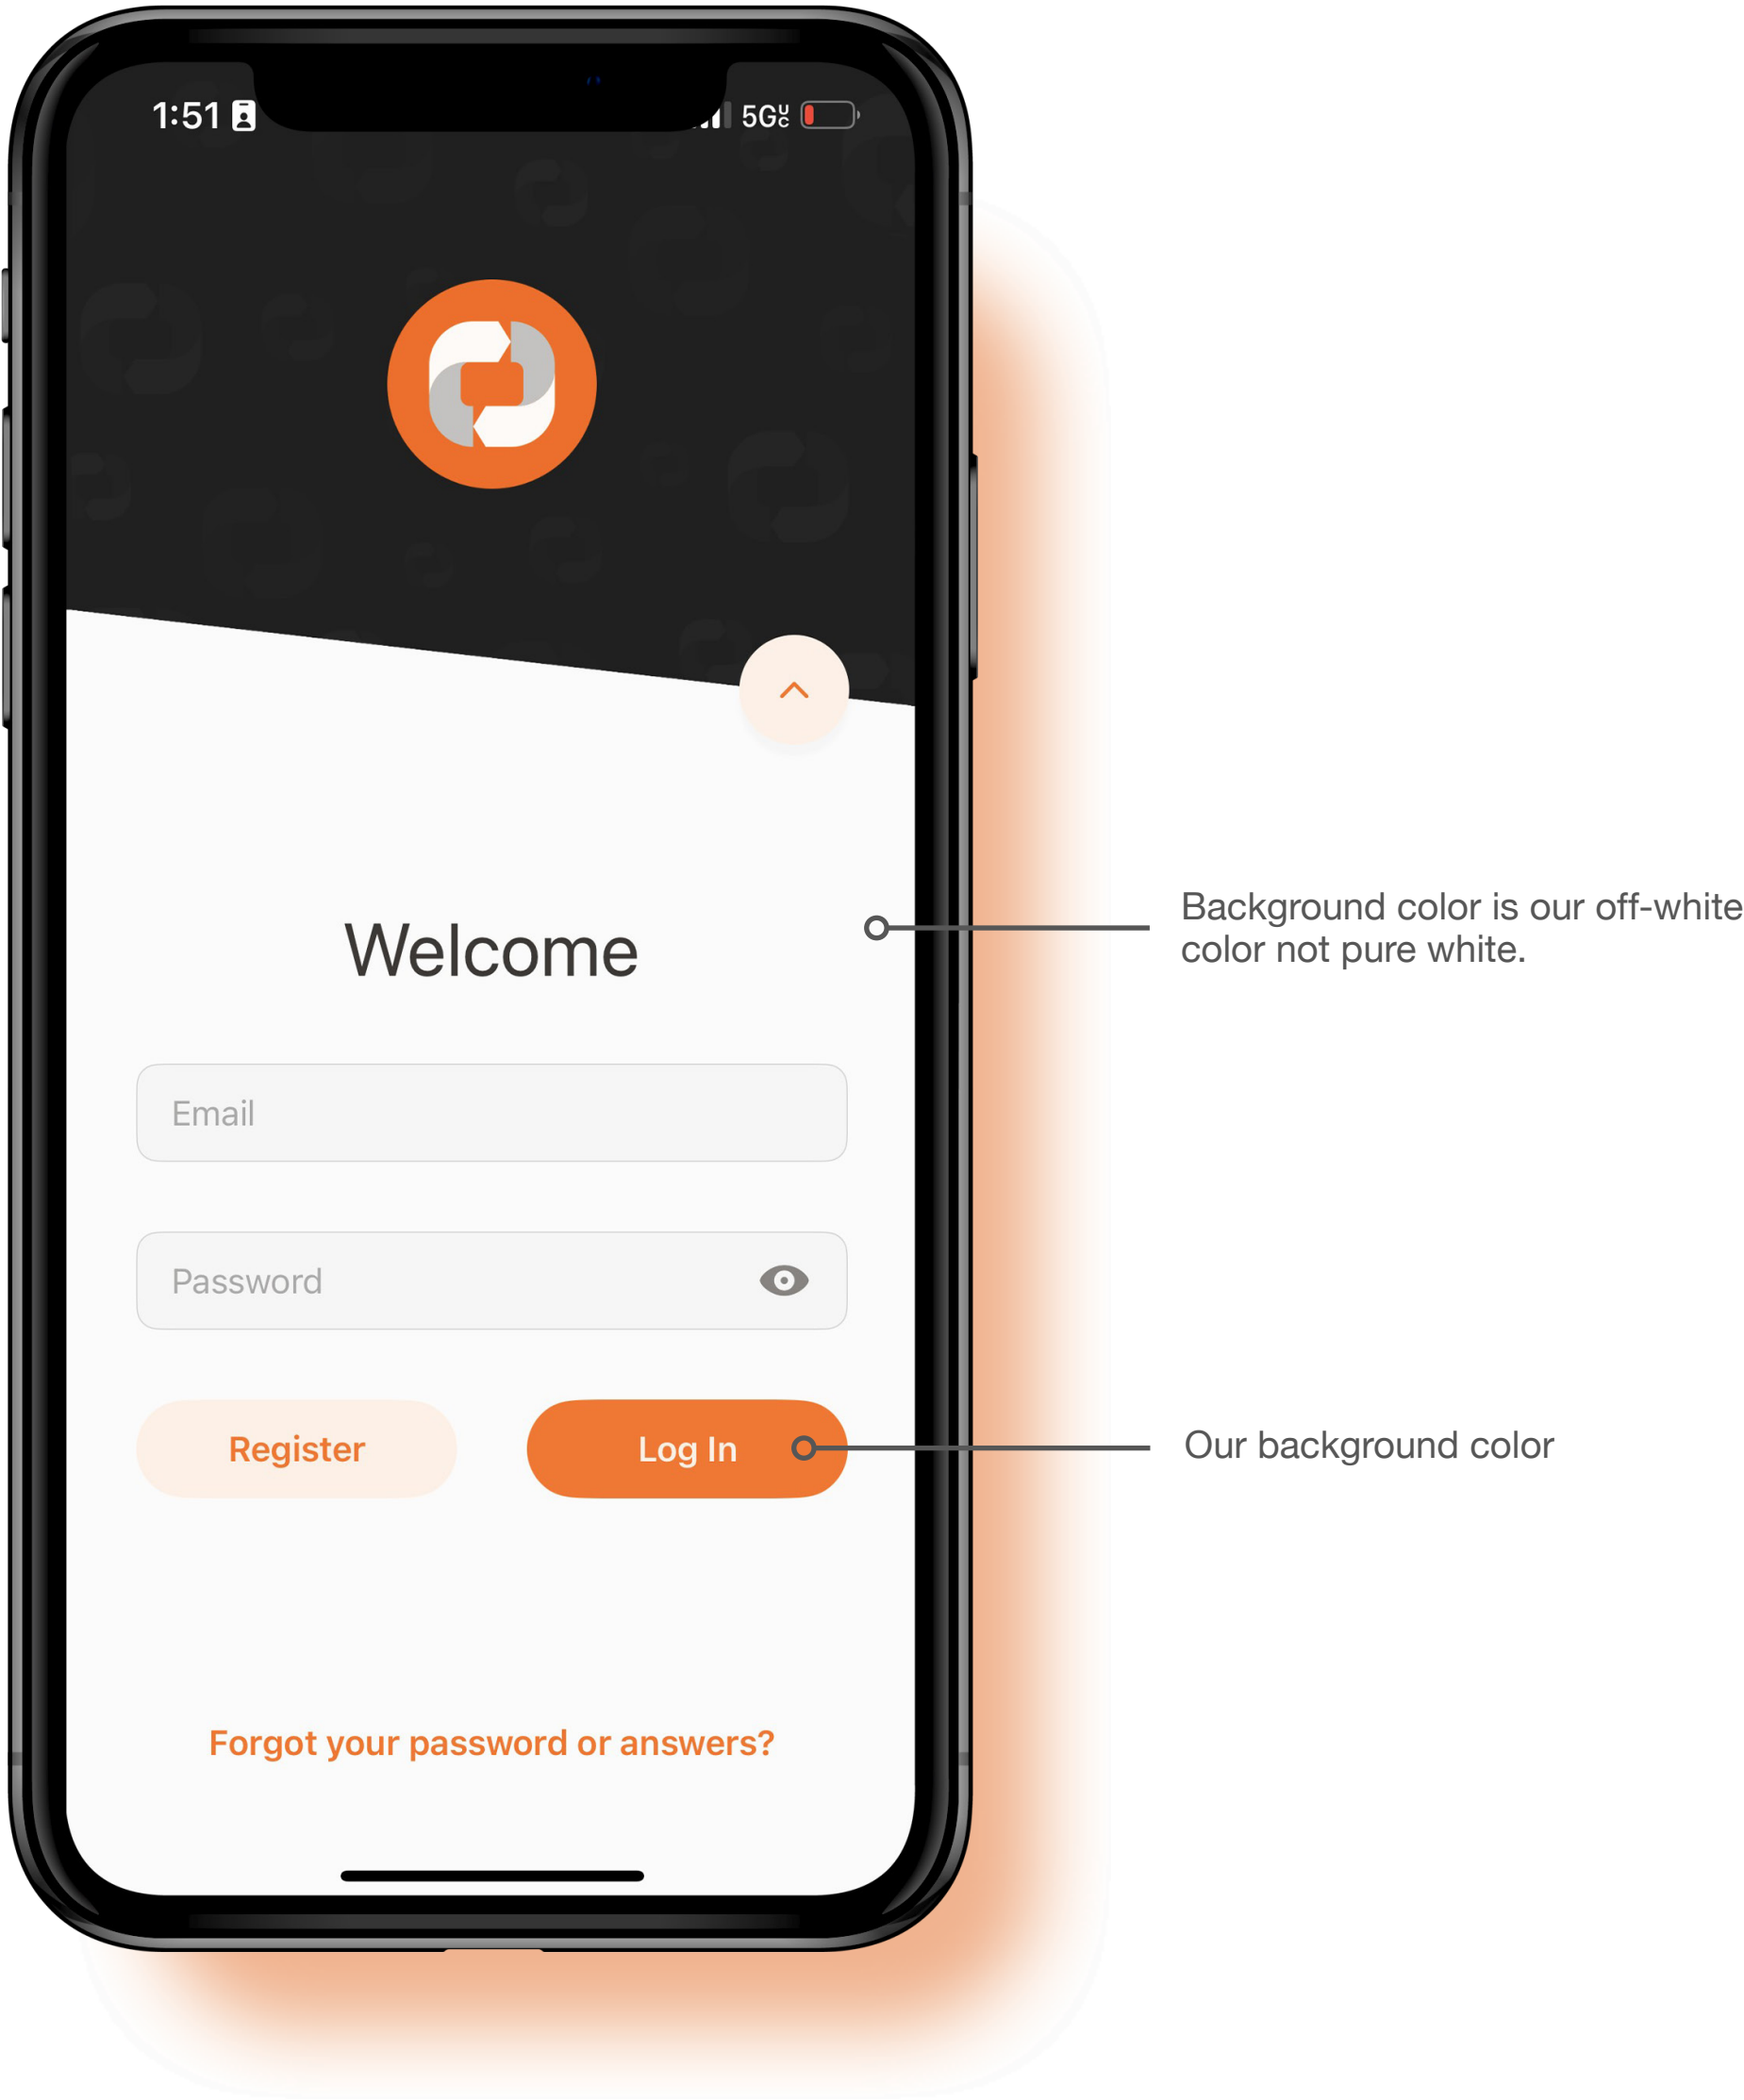 1:51
5G UC
Welcome
Background color is our off-white
color not pure white.
Email
Password
Register
Log In
Our background color
Forgot your password or answers?